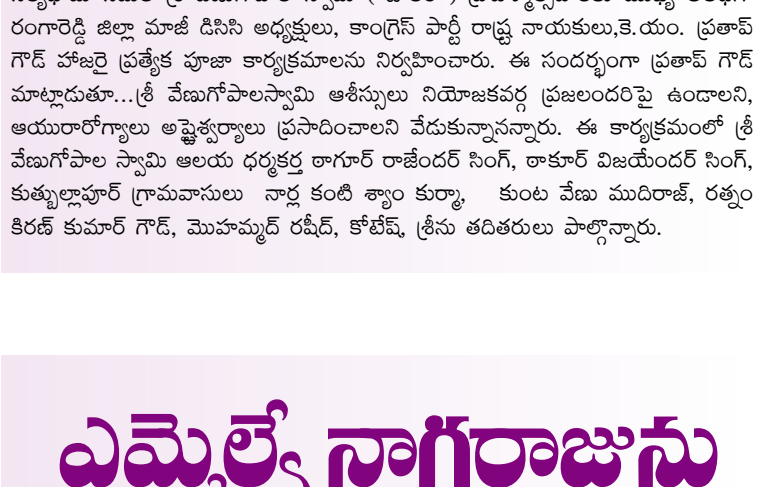 రంగారెడ్డి జిల్లా మాజీ డిసిసి అధ్యక్షులు, కాంగ్రెస్ పార్టీ రాష్ట్ర నాయకులు,కె.యం. ప్రతాప్
గౌడ్ హాజరై ప్రత్యేక పూజా కార్యక్రమాలను నిర్వహించారు. ఈ సందర్భంగా ప్రతాప్ గౌడ్
మాట్లాడుతూ...శ్రీ వేణుగోపాలస్వామి ఆశీస్సులు నియోజకవర్గ ప్రజలందరిపై ఉండాలని,
ఆయురారోగ్యాలు అష్టైశ్వర్యాలు ప్రసాదించాలని వేడుకున్నానన్నారు. ఈ కార్యక్రమంలో శ్రీ
వేణుగోపాల స్వామి ఆలయ ధర్మకర్త ఠాగూర్ రాజేందర్ సింగ్, ఠాకూర్ విజయేందర్ సింగ్,
కుత్బుల్లాపూర్ గ్రామవాసులు నార్ల కంటి శ్యాం కుర్మా, కుంట వేణు ముదిరాజ్, రత్నం
కిరణ్ కుమార్ గౌడ్, మొహమ్మద్ రషీద్, కోటేష్, శ్రీను తదితరులు పాల్గొన్నారు.
ఎమ్మెల్యే నాగరాజును